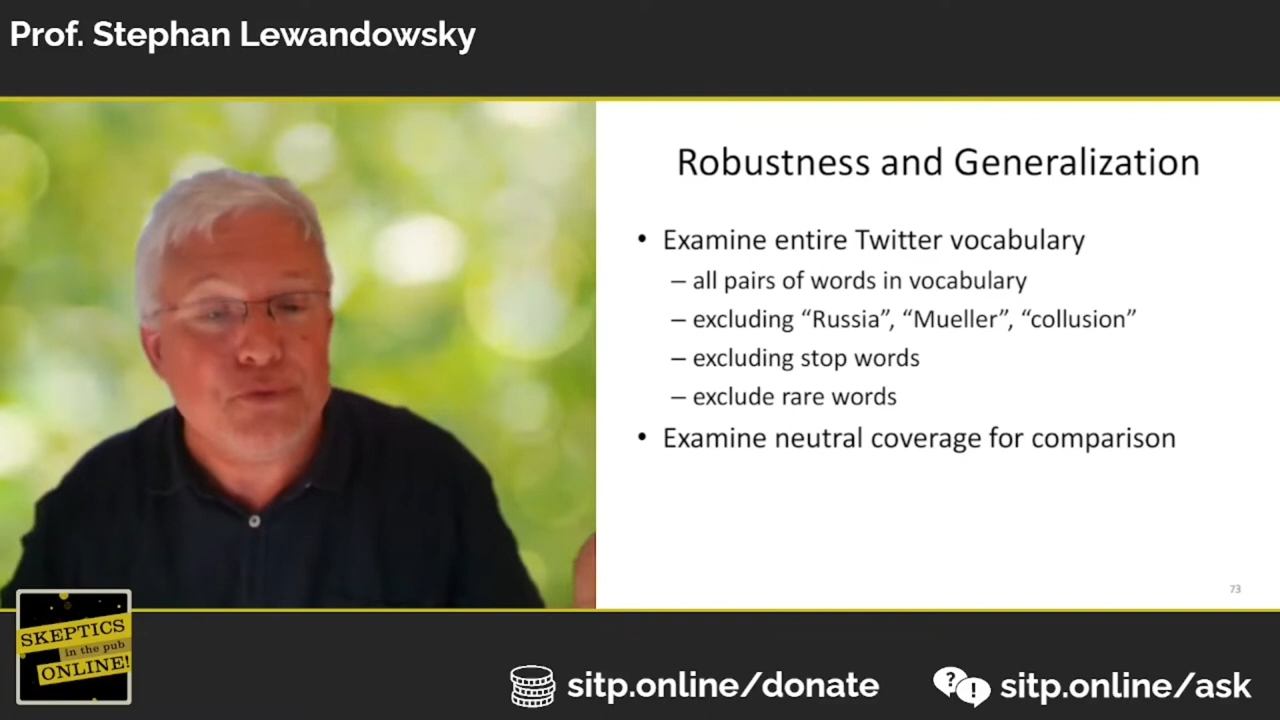 Prof. Stephan Lewandowsky
Robustness and Generalization
• Examine entire Twitter vocabulary
– all pairs of words in vocabulary
– excluding “Russia”, “Mueller”, “collusion”
– excluding stop words
– exclude rare words
• Examine neutral coverage for comparison
73
SKEPTICS
in the pub
ONLINE!
sitp.online/donate
sitp.online/ask